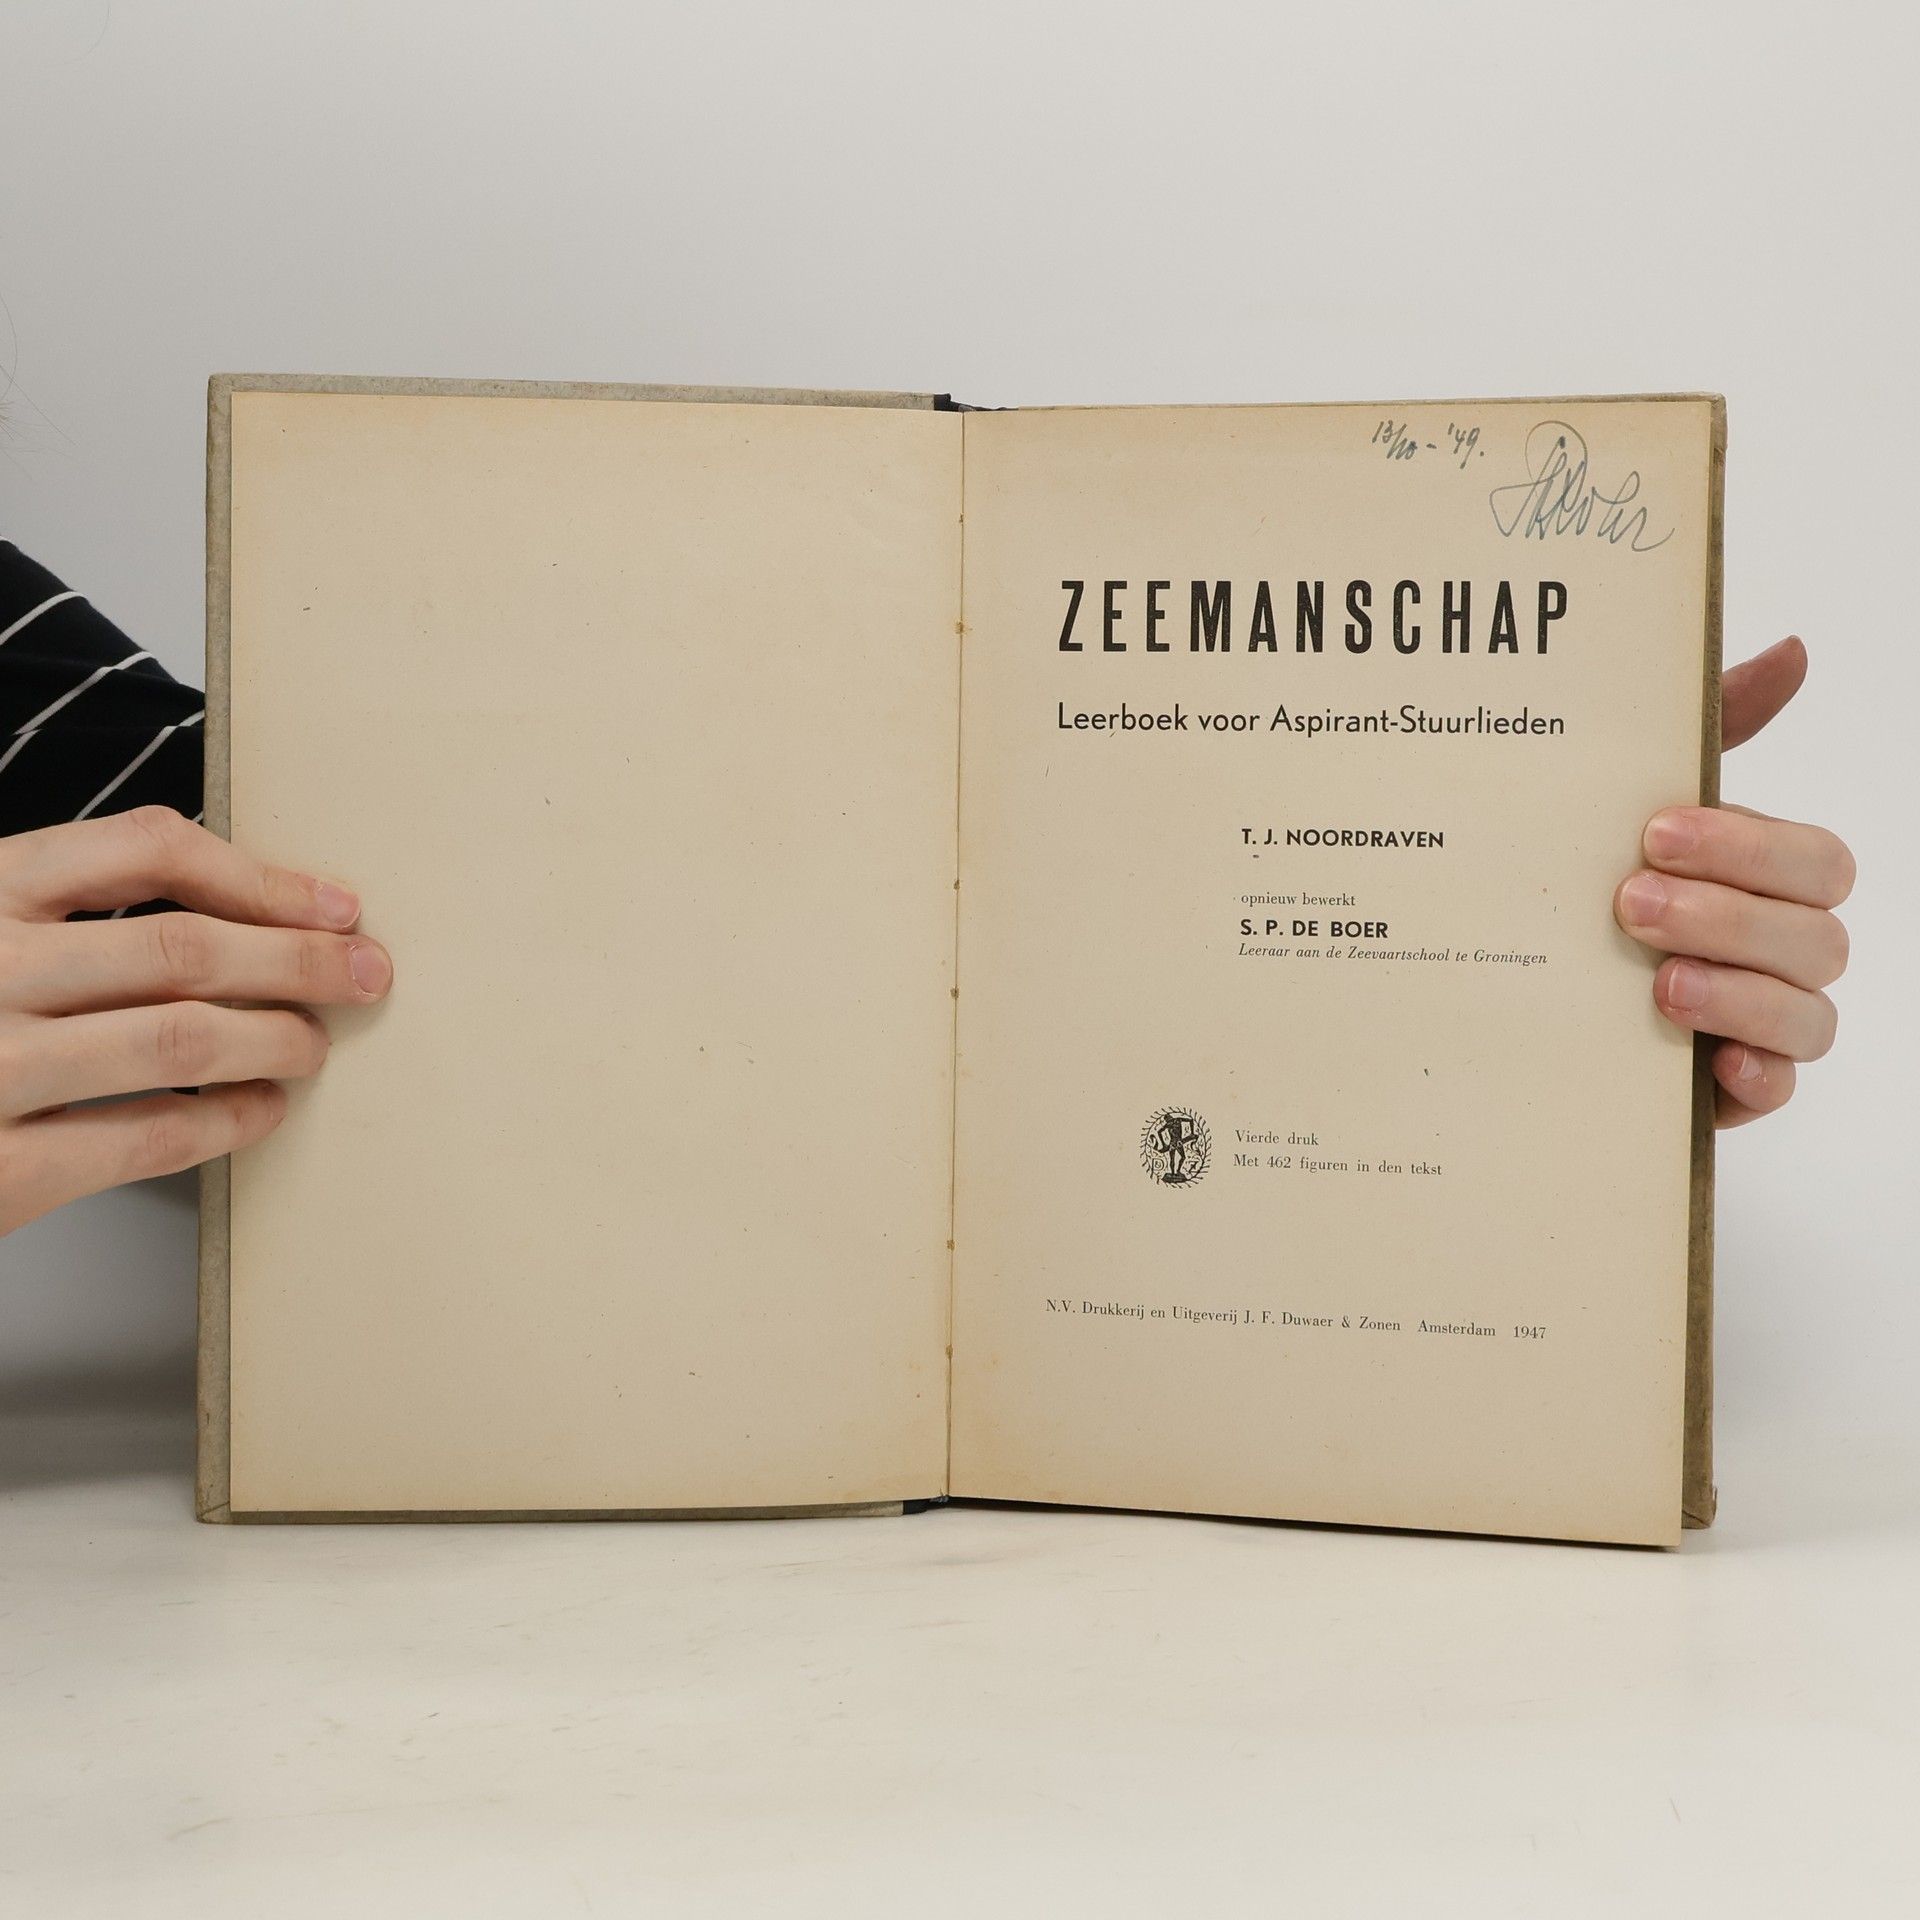 13/10 - '49.
ZEEMANSCHAP
Leerboek voor Aspirant-Stuurlieden
T. J. NOORDRAVEN
opnieuw bewerkt
S. P. DE BOER
Leeraar aan de Zeevaartschool te Groningen
Vierde druk
Met 462 figuren in den tekst
N.V. Drukkerij en Uitgeverij J. F. Duwaer & Zonen Amsterdam 1947